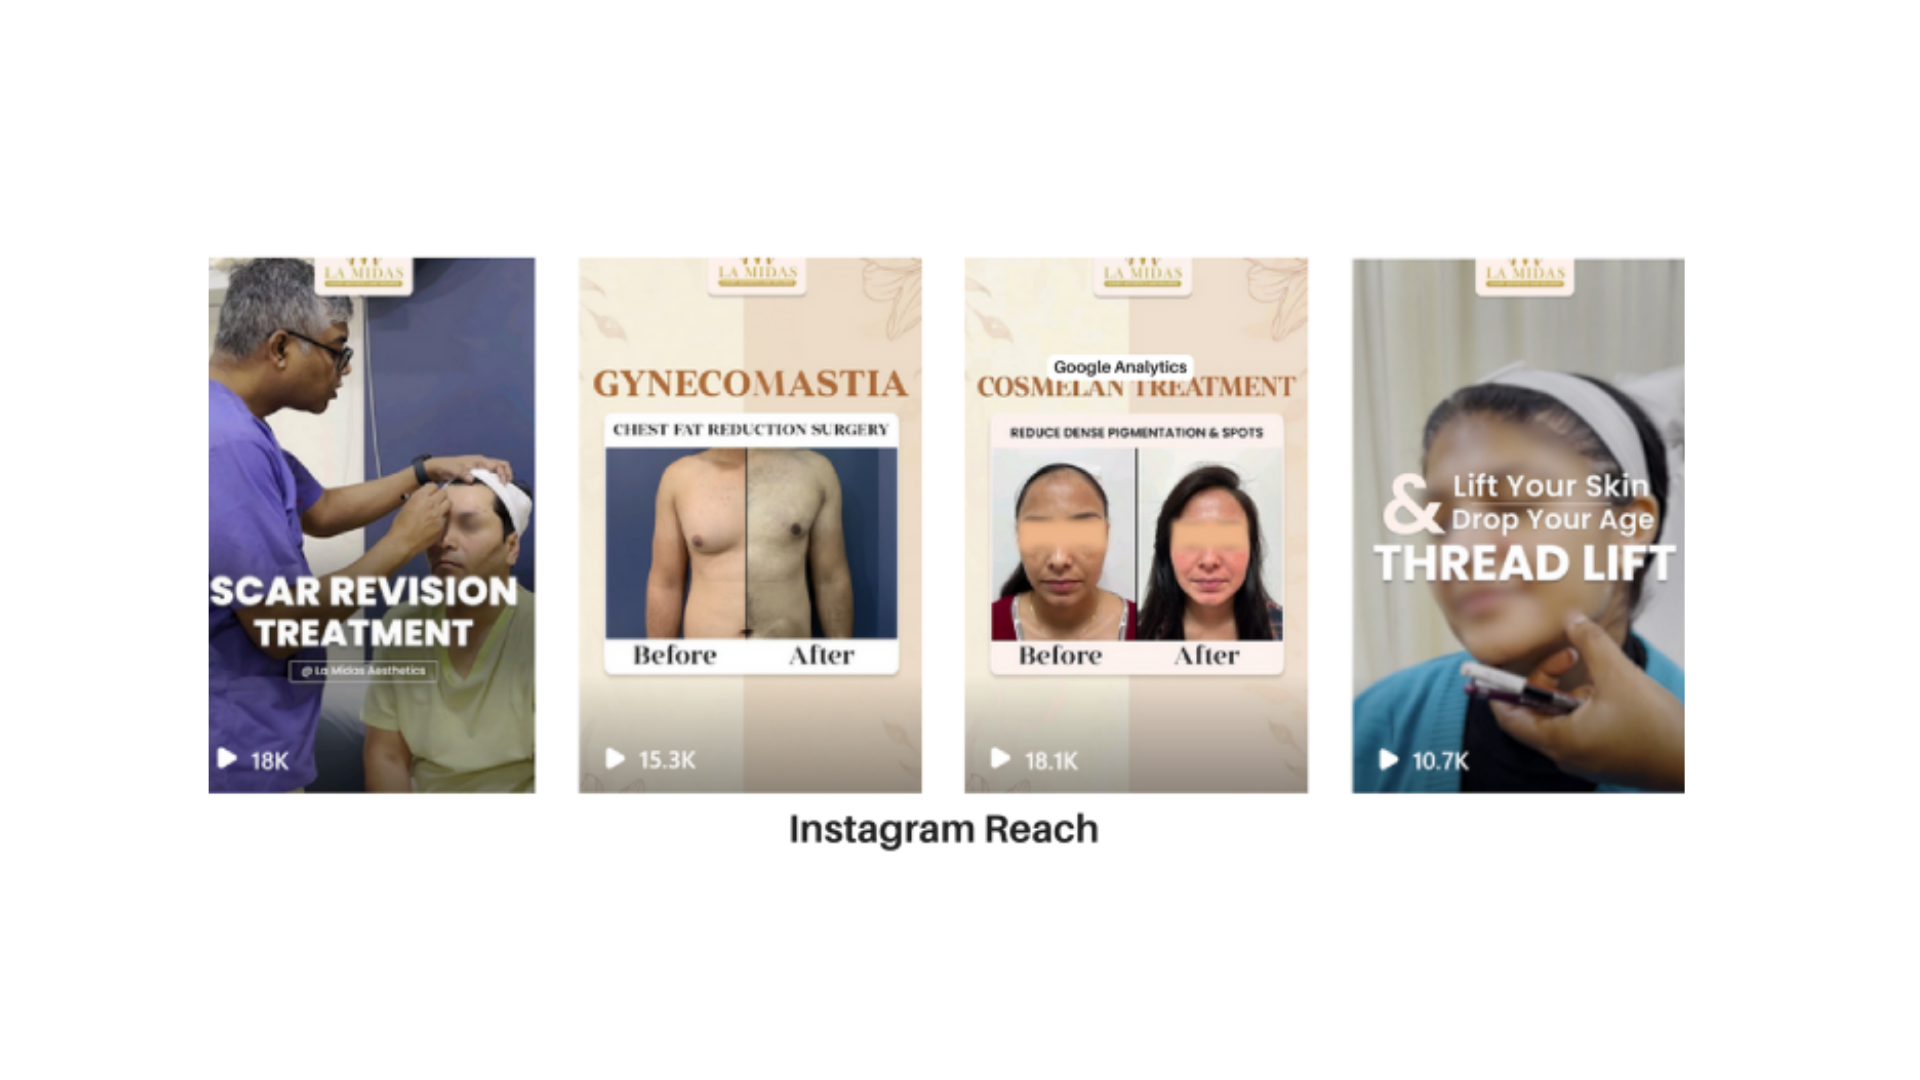 LA MIDAS
SCAR REVISION
TREATMENT
@ La Midas Aesthetics
18K
LA MIDAS
GYNECOMASTIA
CHEST FAT REDUCTION SURGERY
Before After
15.3K
LA MIDAS
Google Analytics
COSMELAN TREATMENT
REDUCE DENSE PIGMENTATION & SPOTS
Before After
18.1K
LA MIDAS
& Lift Your Skin
Drop Your Age
THREAD LIFT
10.7K
Instagram Reach